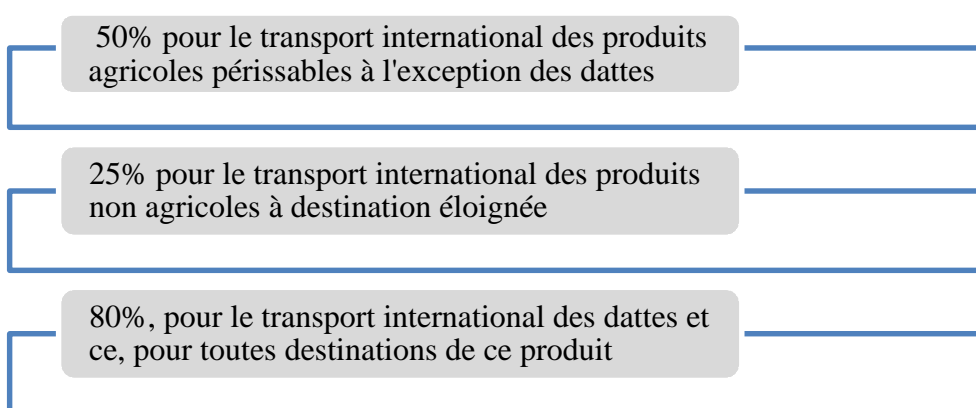 50% pour le transport international des produits
agricoles périssables à l'exception des dattes
25% pour le transport international des produits
non agricoles à destination éloignée
80%, pour le transport international des dattes et
ce, pour toutes destinations de ce produit